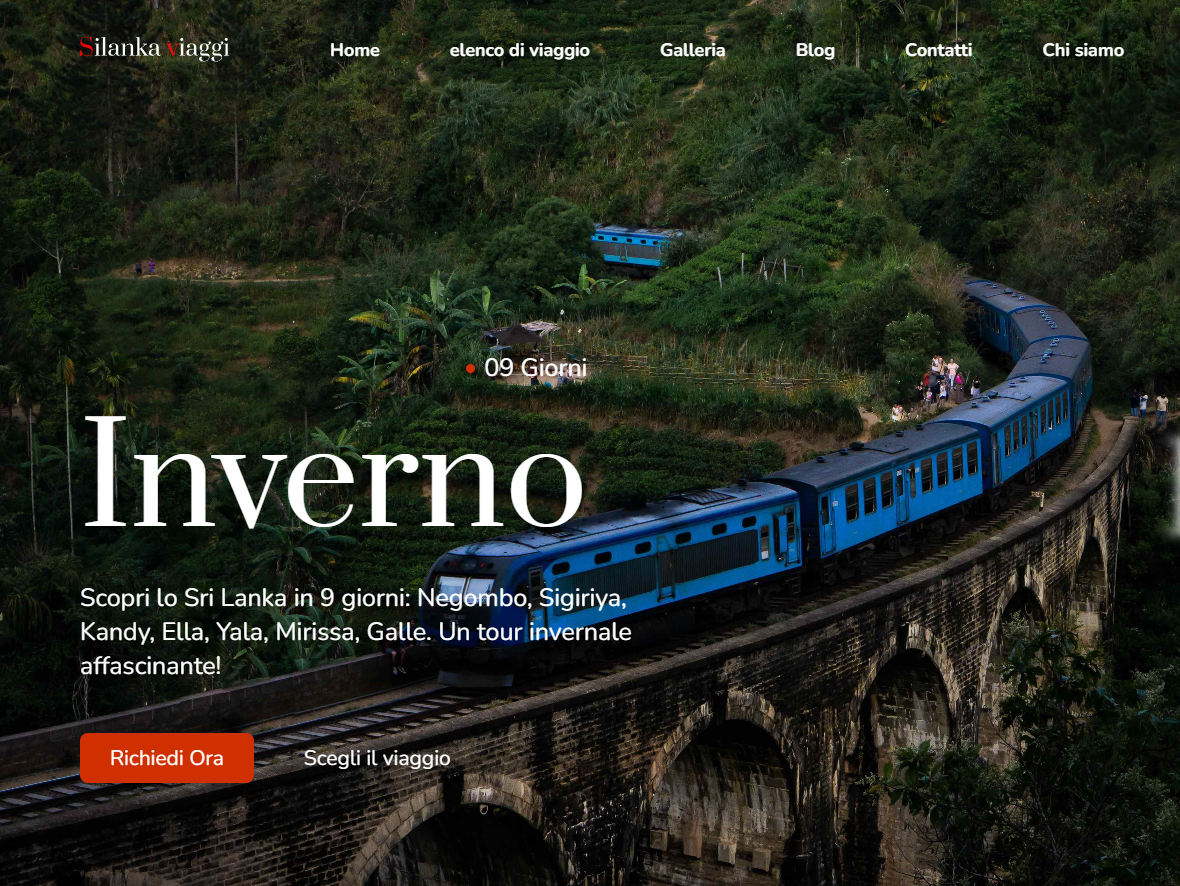 Silanka viaggi
Home
elenco di viaggio
Galleria
Blog
Contatti
Chi siamo
09 Giorni
Inverno
Scopri lo Sri Lanka in 9 giorni: Negombo, Sigiriya,
Kandy, Ella, Yala, Mirissa, Galle. Un tour invernale
affascinante!
Richiedi Ora
Scegli il viaggio